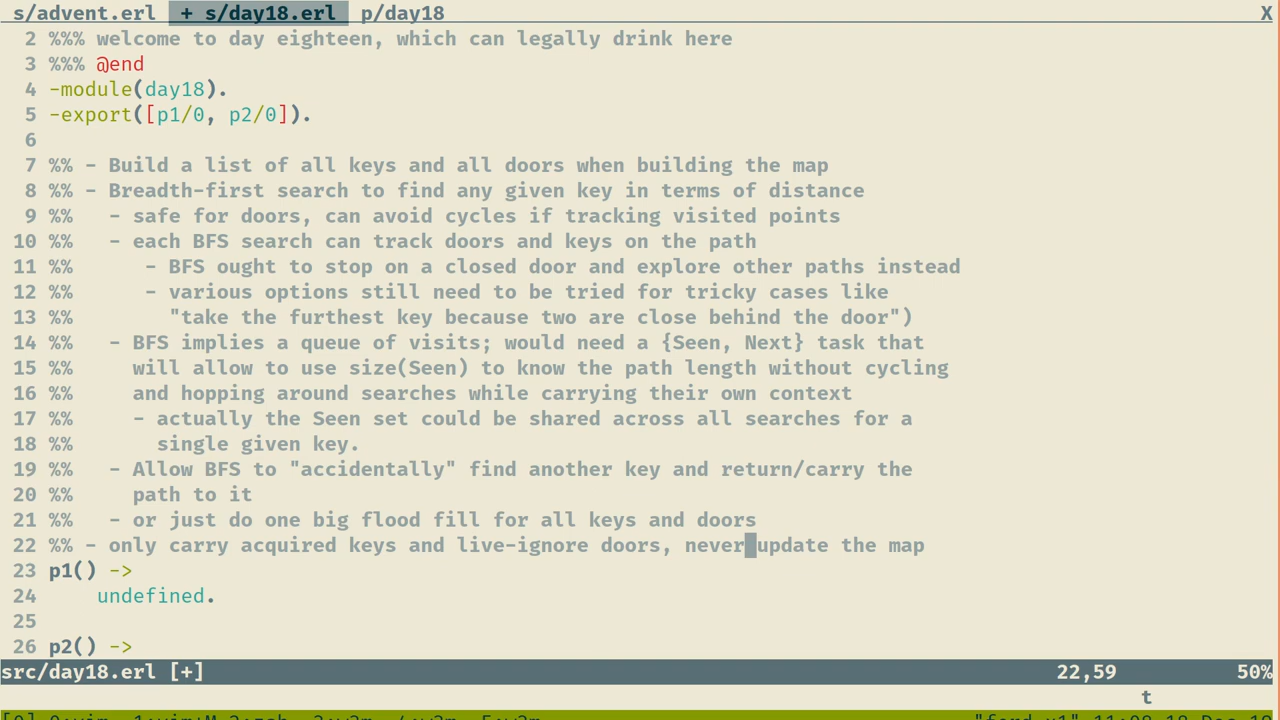 s/advent.erl + s/day18.erl p/day18 X
2 %%% welcome to day eighteen, which can legally drink here
3 %%% @end
4 -module(day18).
5 -export([p1/0, p2/0]).
6
7 %% - Build a list of all keys and all doors when building the map
8 %% - Breadth-first search to find any given key in terms of distance
9 %%   - safe for doors, can avoid cycles if tracking visited points
10 %%   - each BFS search can track doors and keys on the path
11 %%      - BFS ought to stop on a closed door and explore other paths instead
12 %%      - various options still need to be tried for tricky cases like
13 %%        "take the furthest key because two are close behind the door")
14 %%   - BFS implies a queue of visits; would need a {Seen, Next} task that
15 %%     will allow to use size(Seen) to know the path length without cycling
16 %%     and hopping around searches while carrying their own context
17 %%     - actually the Seen set could be shared across all searches for a
18 %%       single given key.
19 %%   - Allow BFS to "accidentally" find another key and return/carry the
20 %%     path to it
21 %%   - or just do one big flood fill for all keys and doors
22 %% - only carry acquired keys and live-ignore doors, never update the map
23 p1() ->
24     undefined.
25
26 p2() ->
src/day18.erl [+] 22,59 50%
t